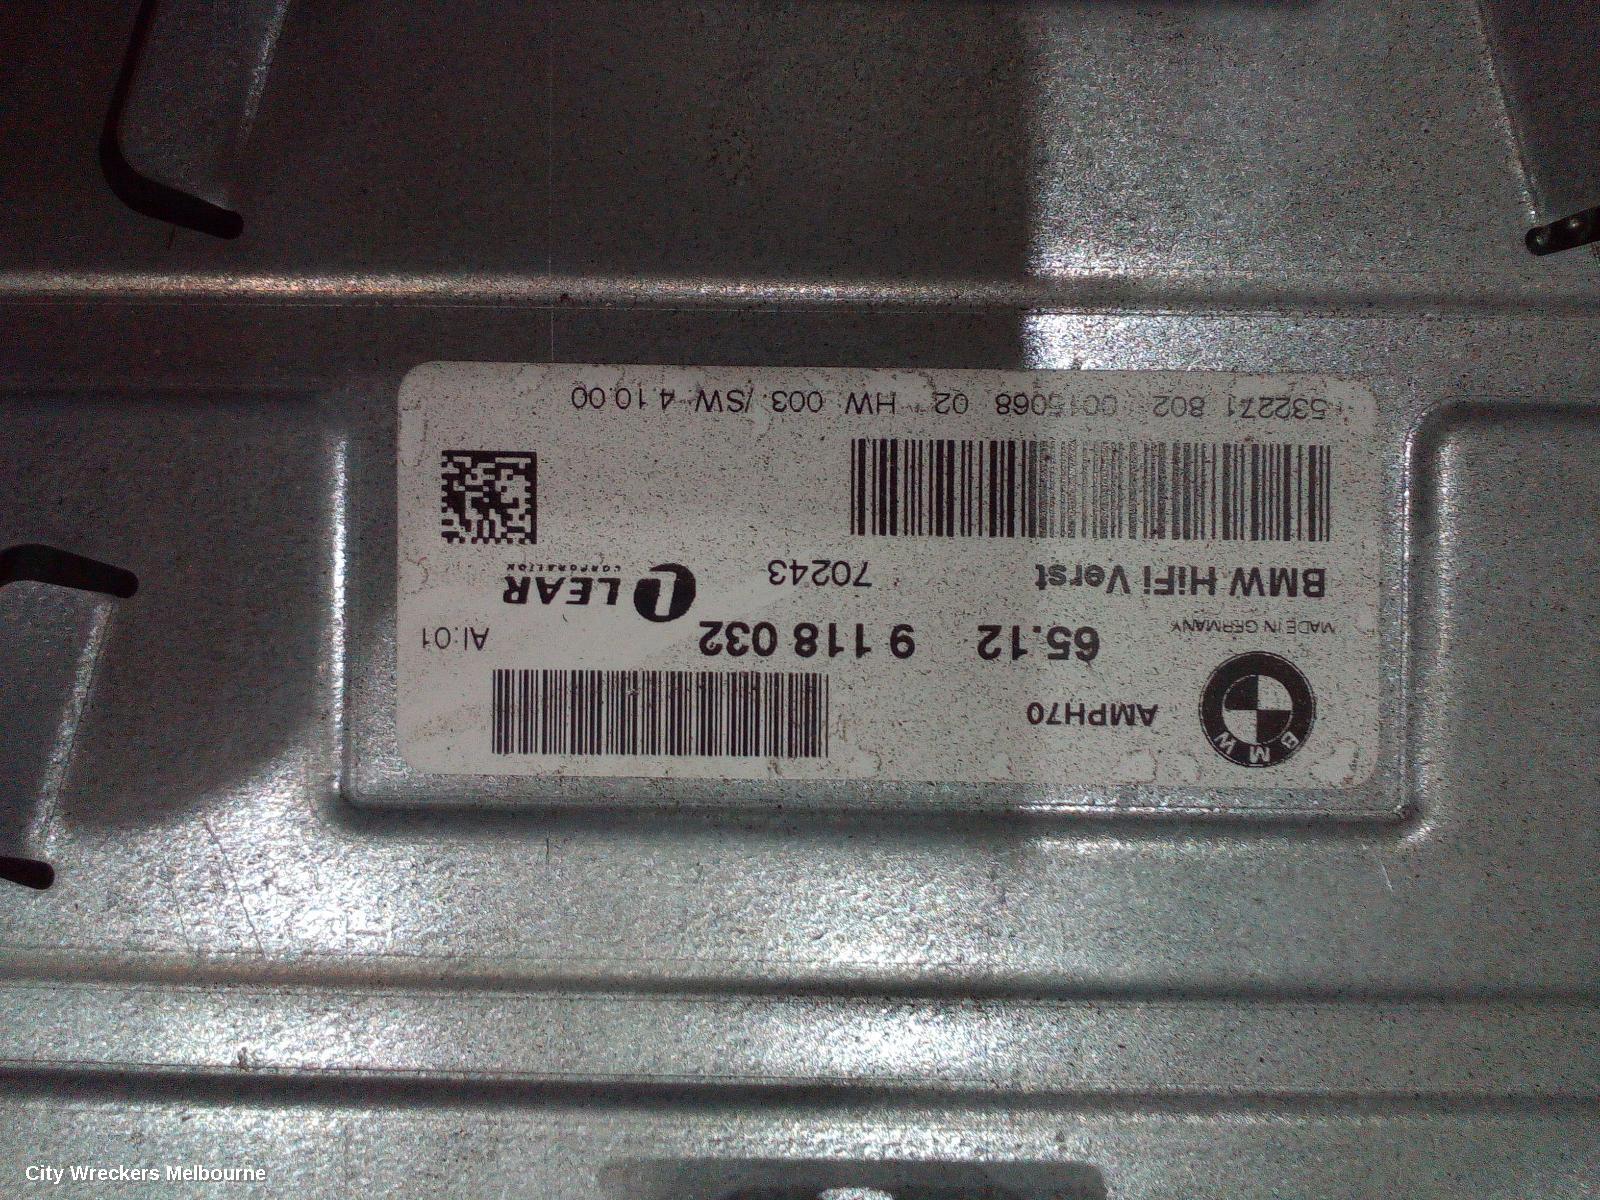 BMW
AMPH70
MADE IN GERMANY
65.12 9 118 032 AI:01
BMW HiFi Verst 70243 LEAR
CORPORATION
532271 802 0015068 02 HW 003 /SW 4.10.00
City Wreckers Melbourne